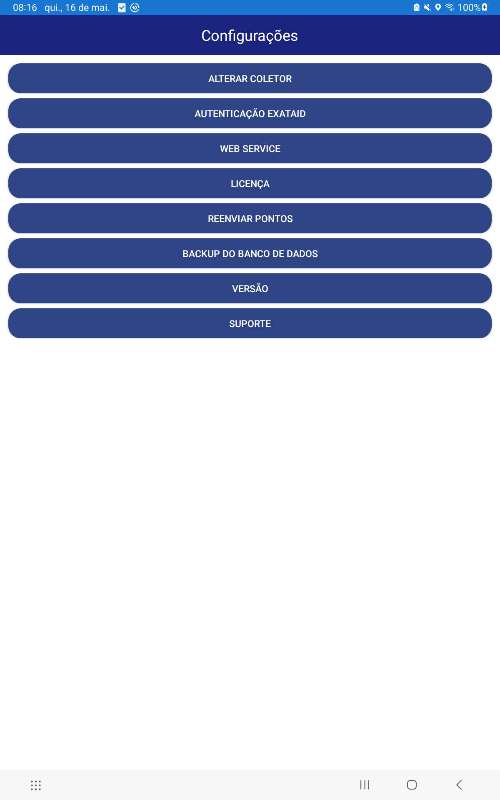 08:16 qui., 16 de mai. 100%
Configurações
ALTERAR COLETOR
AUTENTICAÇÃO EXATAID
WEB SERVICE
LICENÇA
REENVIAR PONTOS
BACKUP DO BANCO DE DADOS
VERSÃO
SUPORTE